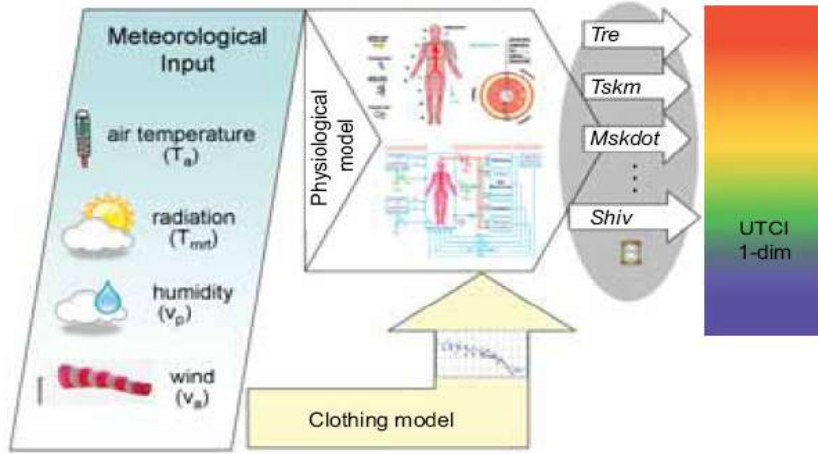 Meteorological
Input
air temperature
(Ta)
radiation
(Tmrt)
humidity
(vp)
wind
(va)
Physiological
model
Clothing model
Tre
Tskm
Mskdot
Shiv
UTCI
1-dim